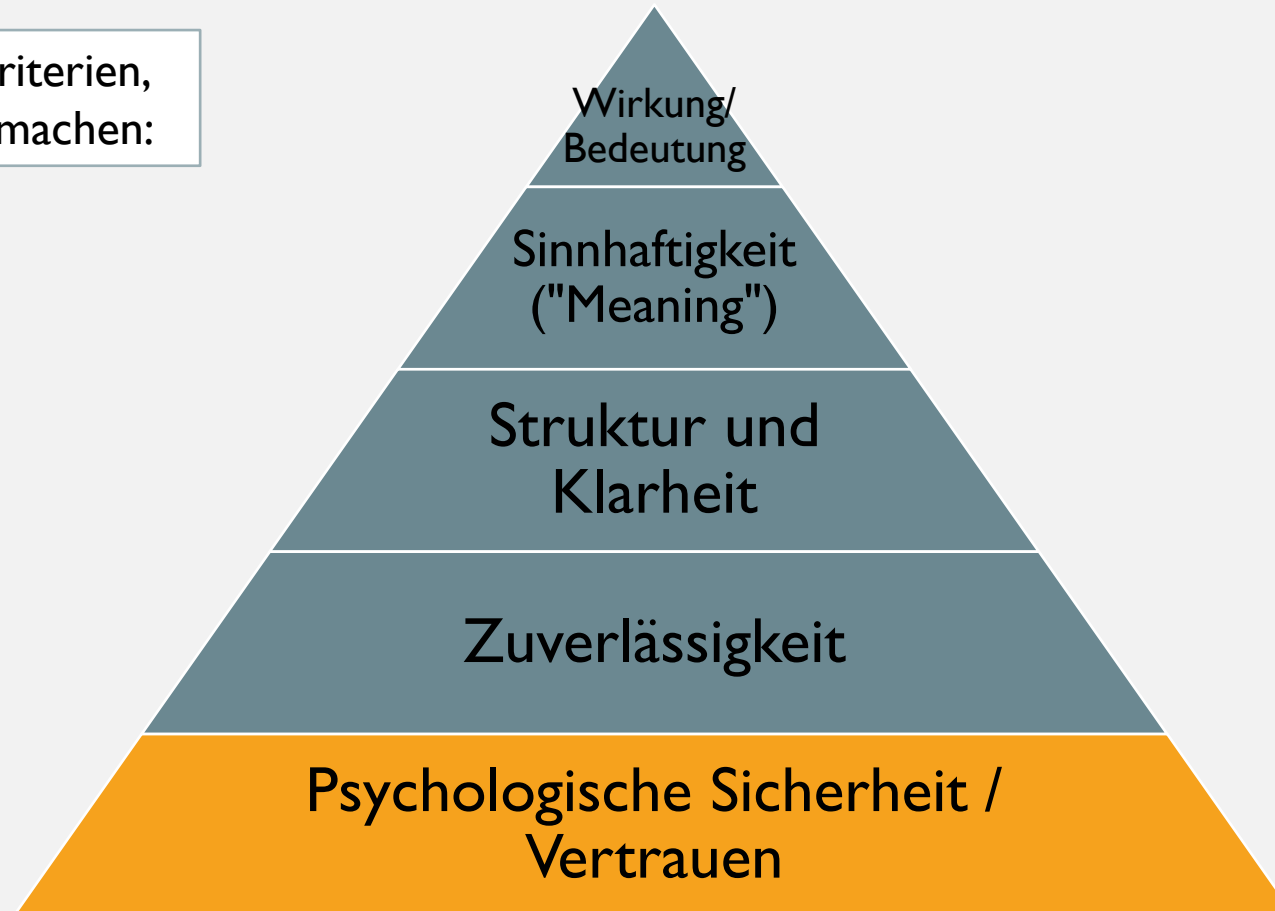 riterien,
machen:
Wirkung/
Bedeutung
Sinnhaftigkeit
("Meaning")
Struktur und
Klarheit
Zuverlässigkeit
Psychologische Sicherheit /
Vertrauen